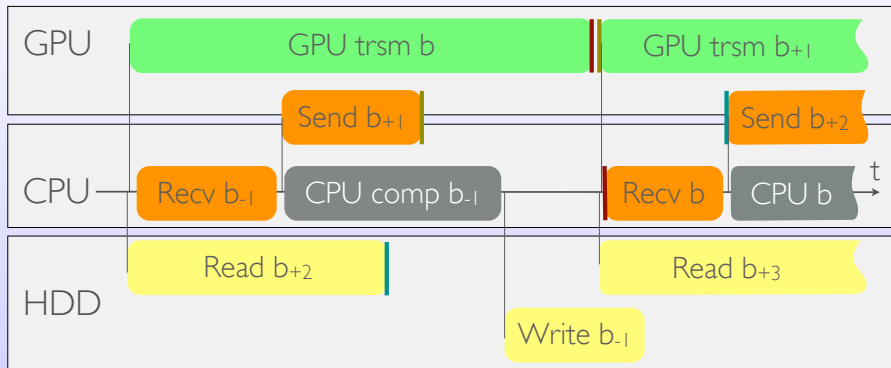 GPU
GPU trsm b
GPU trsm b+1
Send b+1
Send b+2
CPU
Recv b-1
CPU comp b-1
Recv b
CPU b
t
HDD
Read b+2
Read b+3
Write b-1